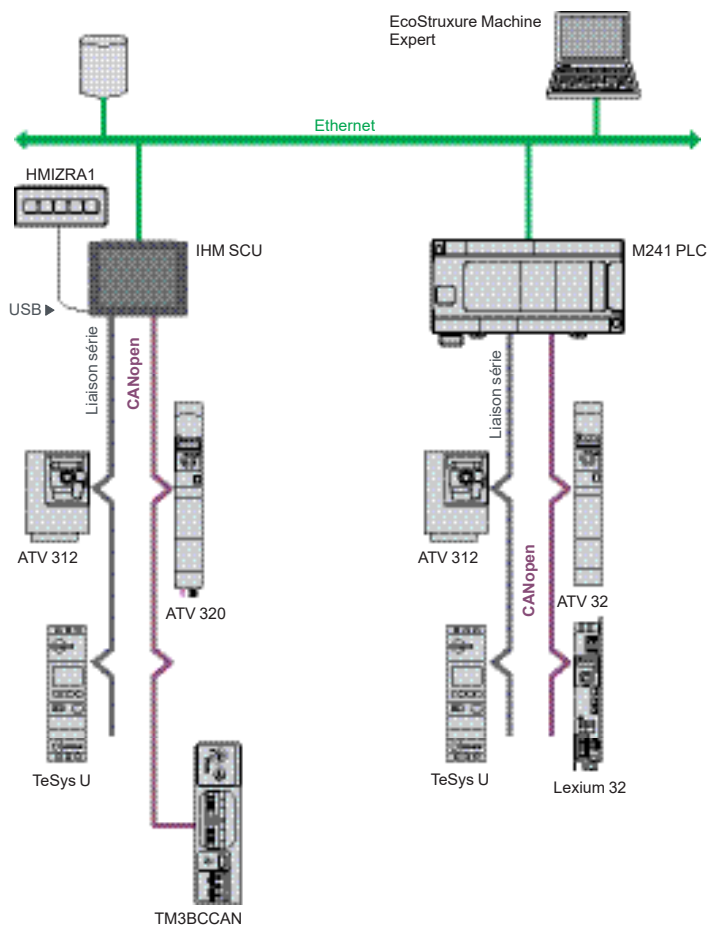 EcoStruxure Machine
Expert
Ethernet
HMIZRA1
IHM SCU
M241 PLC
USB
Liaison série
CANopen
Liaison série
ATV 312
ATV 320
ATV 312
CANopen
ATV 32
TeSys U
TeSys U
Lexium 32
TM3BCCAN